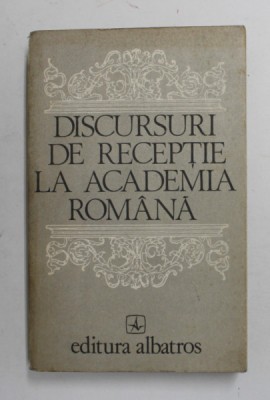 DISCURSURI
DE RECEPȚIE
LA ACADEMIA
ROMÂNĂ
editura albatros